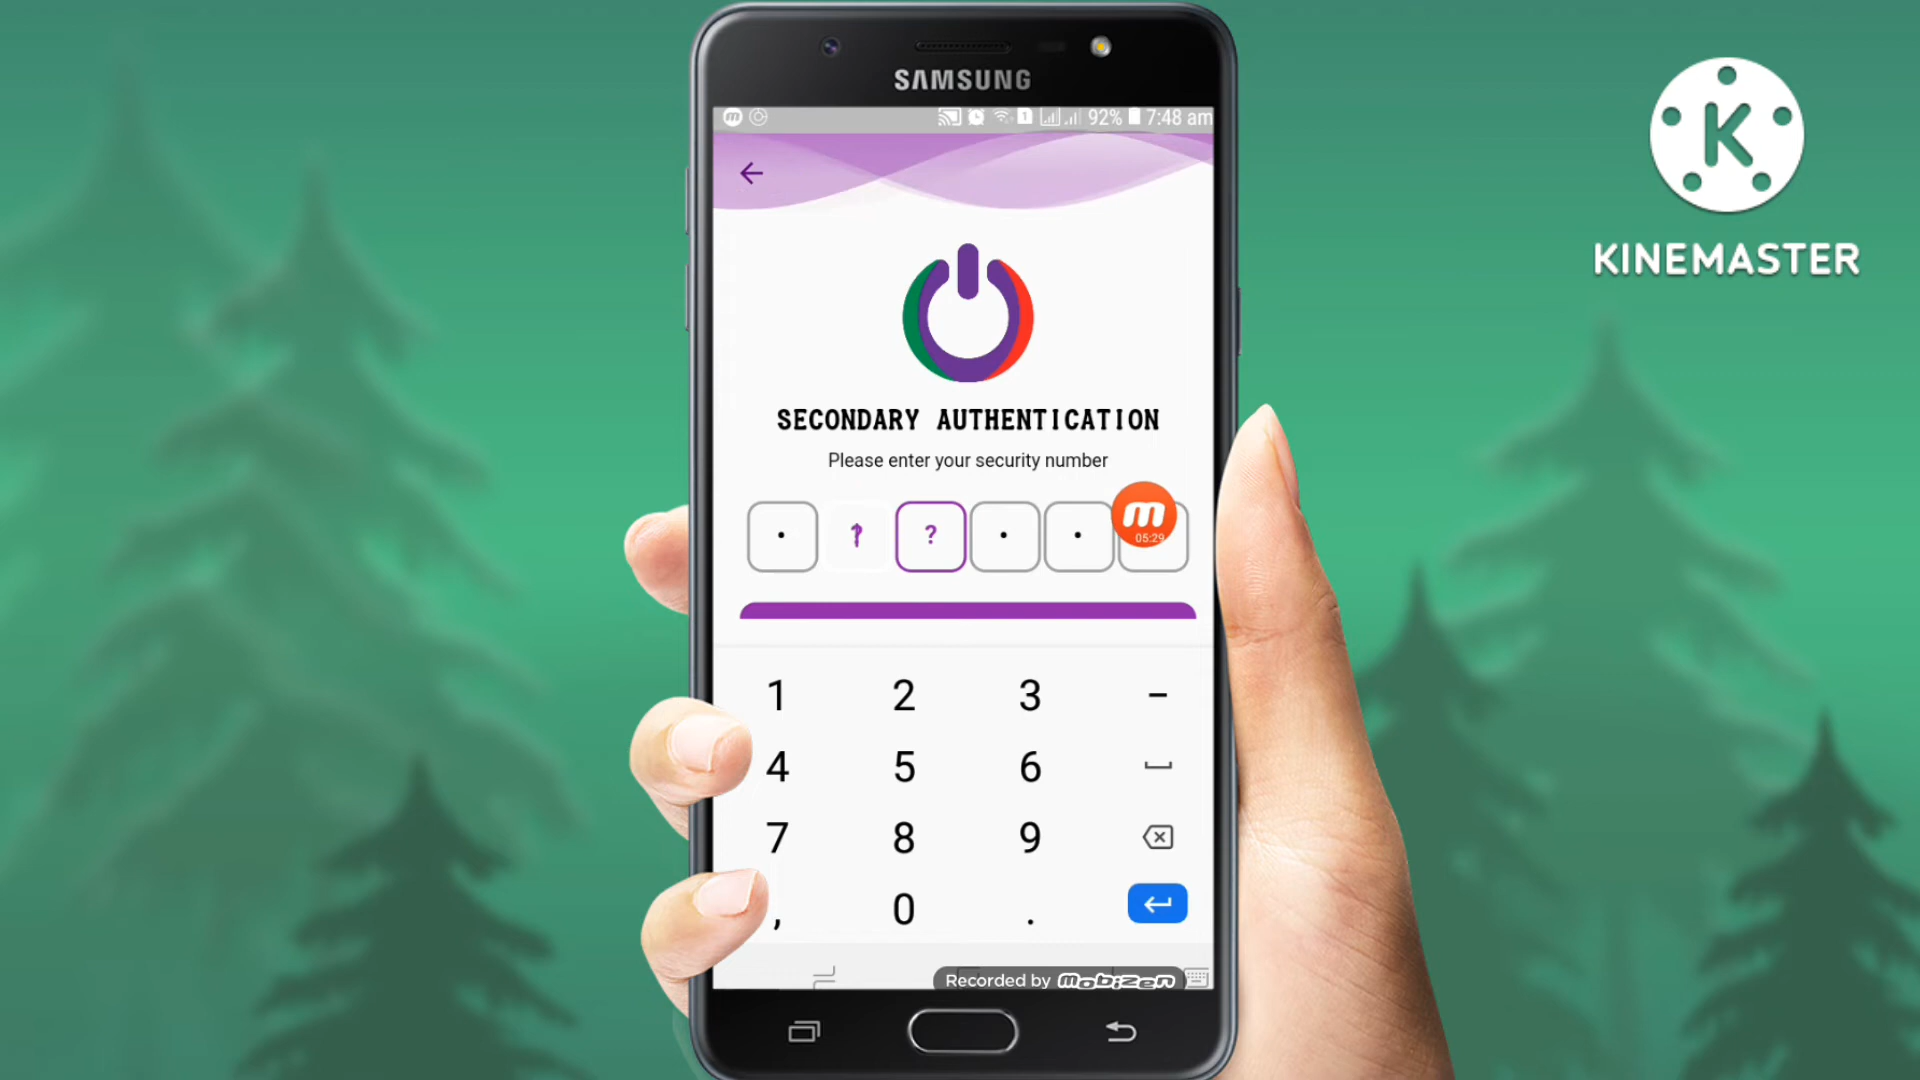 SAMSUNG
1 92% 7:48 am
K
KINEMASTER
SECONDARY AUTHENTICATION
Please enter your security number
• ? • •
m
05:29
1 2 3 -
4 5 6
7 8 9
, 0 .
Recorded by mobizen